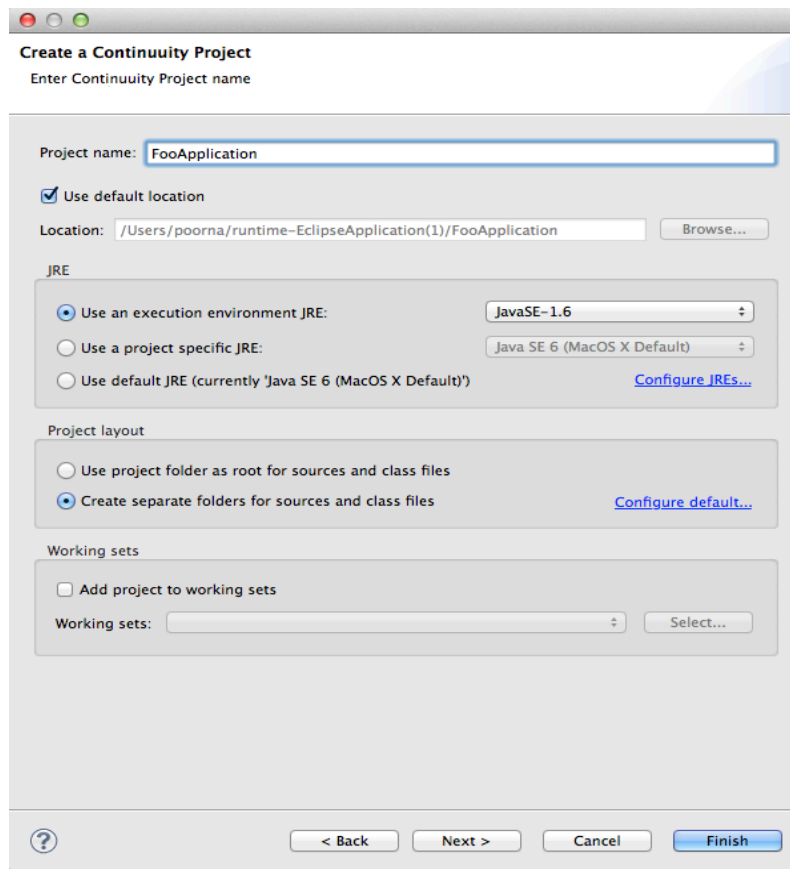 Create a Continuuity Project
Enter Continuuity Project name
Project name: FooApplication
Use default location
Location: /Users/poorna/runtime-EclipseApplication(1)/FooApplication Browse...
JRE
Use an execution environment JRE: JavaSE-1.6
Use a project specific JRE: Java SE 6 (MacOS X Default)
Use default JRE (currently 'Java SE 6 (MacOS X Default)') Configure JREs...
Project layout
Use project folder as root for sources and class files
Create separate folders for sources and class files Configure default...
Working sets
Add project to working sets
Working sets: Select...
? < Back Next > Cancel Finish